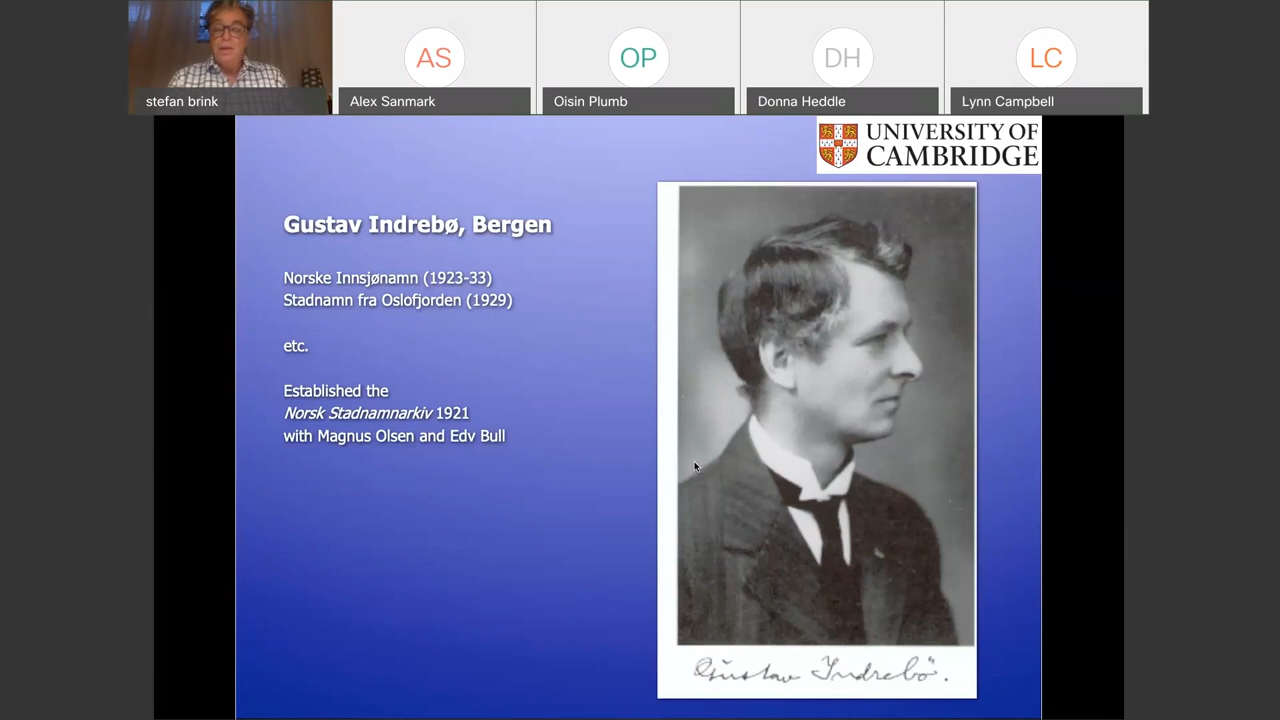 stefan brink
AS
Alex Sanmark
OP
Oisin Plumb
DH
Donna Heddle
LC
Lynn Campbell
UNIVERSITY OF
CAMBRIDGE
Gustav Indrebø, Bergen
Norske Innsjønamn (1923-33)
Stadnamn fra Oslofjorden (1929)
etc.
Established the
Norsk Stadnamnarkiv 1921
with Magnus Olsen and Edv Bull
Gustav Indrebö.